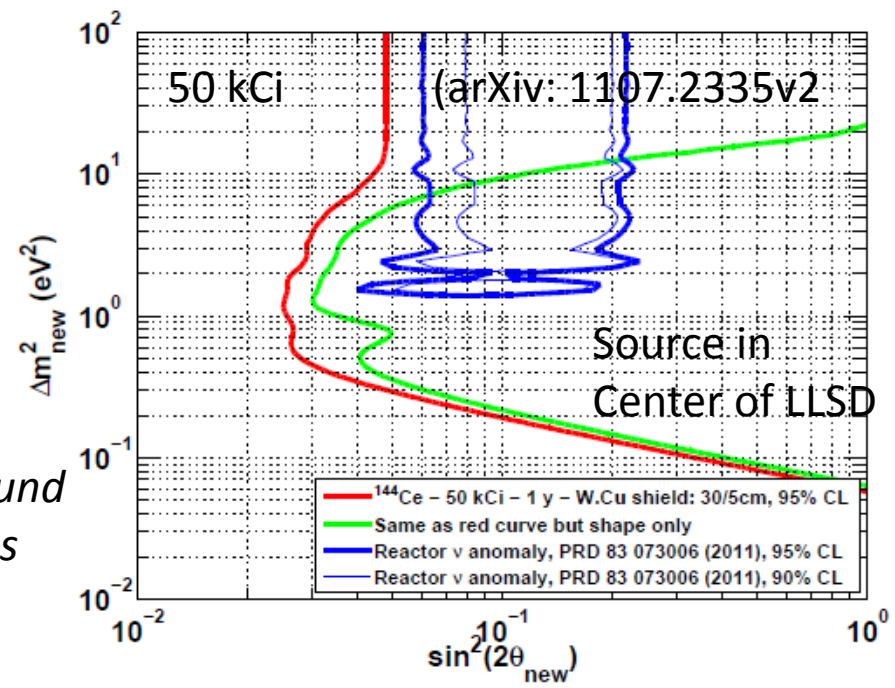 10²
50 kCi (arXiv: 1107.2335v2
10¹
Δm²new (eV²)
10⁰
Source in
Center of LLSD
10⁻¹
und
s
¹⁴⁴Ce – 50 kCi – 1 y – W.Cu shield: 30/5cm, 95% CL
Same as red curve but shape only
Reactor ν anomaly, PRD 83 073006 (2011), 95% CL
Reactor ν anomaly, PRD 83 073006 (2011), 90% CL
10⁻²
10⁻² 10⁻¹ 10⁰
sin²(2θnew)